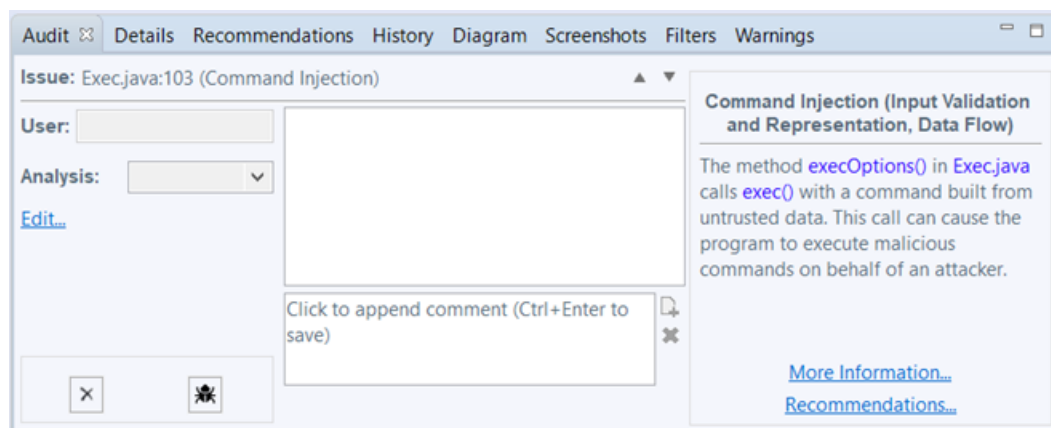 Audit Details Recommendations History Diagram Screenshots Filters Warnings
Issue: Exec.java:103 (Command Injection)
User:
Analysis:
Edit...
Click to append comment (Ctrl+Enter to
save)
Command Injection (Input Validation
and Representation, Data Flow)
The method execOptions() in Exec.java
calls exec() with a command built from
untrusted data. This call can cause the
program to execute malicious
commands on behalf of an attacker.
More Information...
Recommendations...